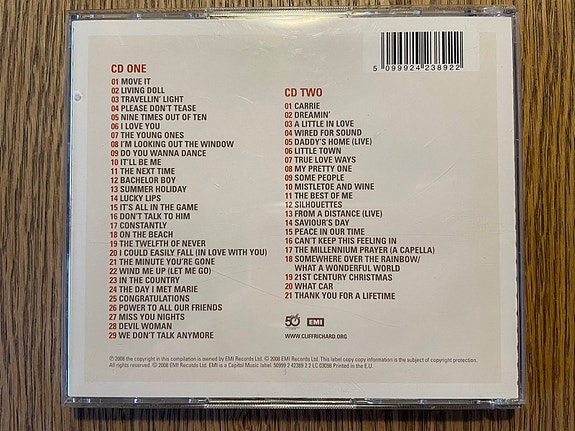 5 099924 238922
CD ONE
01 MOVE IT
02 LIVING DOLL
03 TRAVELLIN' LIGHT
04 PLEASE DON'T TEASE
05 NINE TIMES OUT OF TEN
06 I LOVE YOU
07 THE YOUNG ONES
08 I'M LOOKING OUT THE WINDOW
09 DO YOU WANNA DANCE
10 IT'LL BE ME
11 THE NEXT TIME
12 BACHELOR BOY
13 SUMMER HOLIDAY
14 LUCKY LIPS
15 IT'S ALL IN THE GAME
16 DON'T TALK TO HIM
17 CONSTANTLY
18 ON THE BEACH
19 THE TWELFTH OF NEVER
20 I COULD EASILY FALL (IN LOVE WITH YOU)
21 THE MINUTE YOU'RE GONE
22 WIND ME UP (LET ME GO)
23 IN THE COUNTRY
24 THE DAY I MET MARIE
25 CONGRATULATIONS
26 POWER TO ALL OUR FRIENDS
27 MISS YOU NIGHTS
28 DEVIL WOMAN
29 WE DON'T TALK ANYMORE
CD TWO
01 CARRIE
02 DREAMIN'
03 A LITTLE IN LOVE
04 WIRED FOR SOUND
05 DADDY'S HOME (LIVE)
06 LITTLE TOWN
07 TRUE LOVE WAYS
08 MY PRETTY ONE
09 SOME PEOPLE
10 MISTLETOE AND WINE
11 THE BEST OF ME
12 SILHOUETTES
13 FROM A DISTANCE (LIVE)
14 SAVIOUR'S DAY
15 PEACE IN OUR TIME
16 CAN'T KEEP THIS FEELING IN
17 THE MILLENNIUM PRAYER (A CAPELLA)
18 SOMEWHERE OVER THE RAINBOW/
WHAT A WONDERFUL WORLD
19 21ST CENTURY CHRISTMAS
20 WHAT CAR
21 THANK YOU FOR A LIFETIME
50 EMI
WWW.CLIFFRICHARD.ORG
℗ 2008 the copyright in this compilation is owned by EMI Records Ltd. © 2008 EMI Records Ltd. This label copy copy information is the subject of copyright protection.
All rights reserved. © 2008 EMI Records Ltd. EMI is a Capitol Music label. 50999 2 42389 2 2 LC 03098 Printed in the E.U.